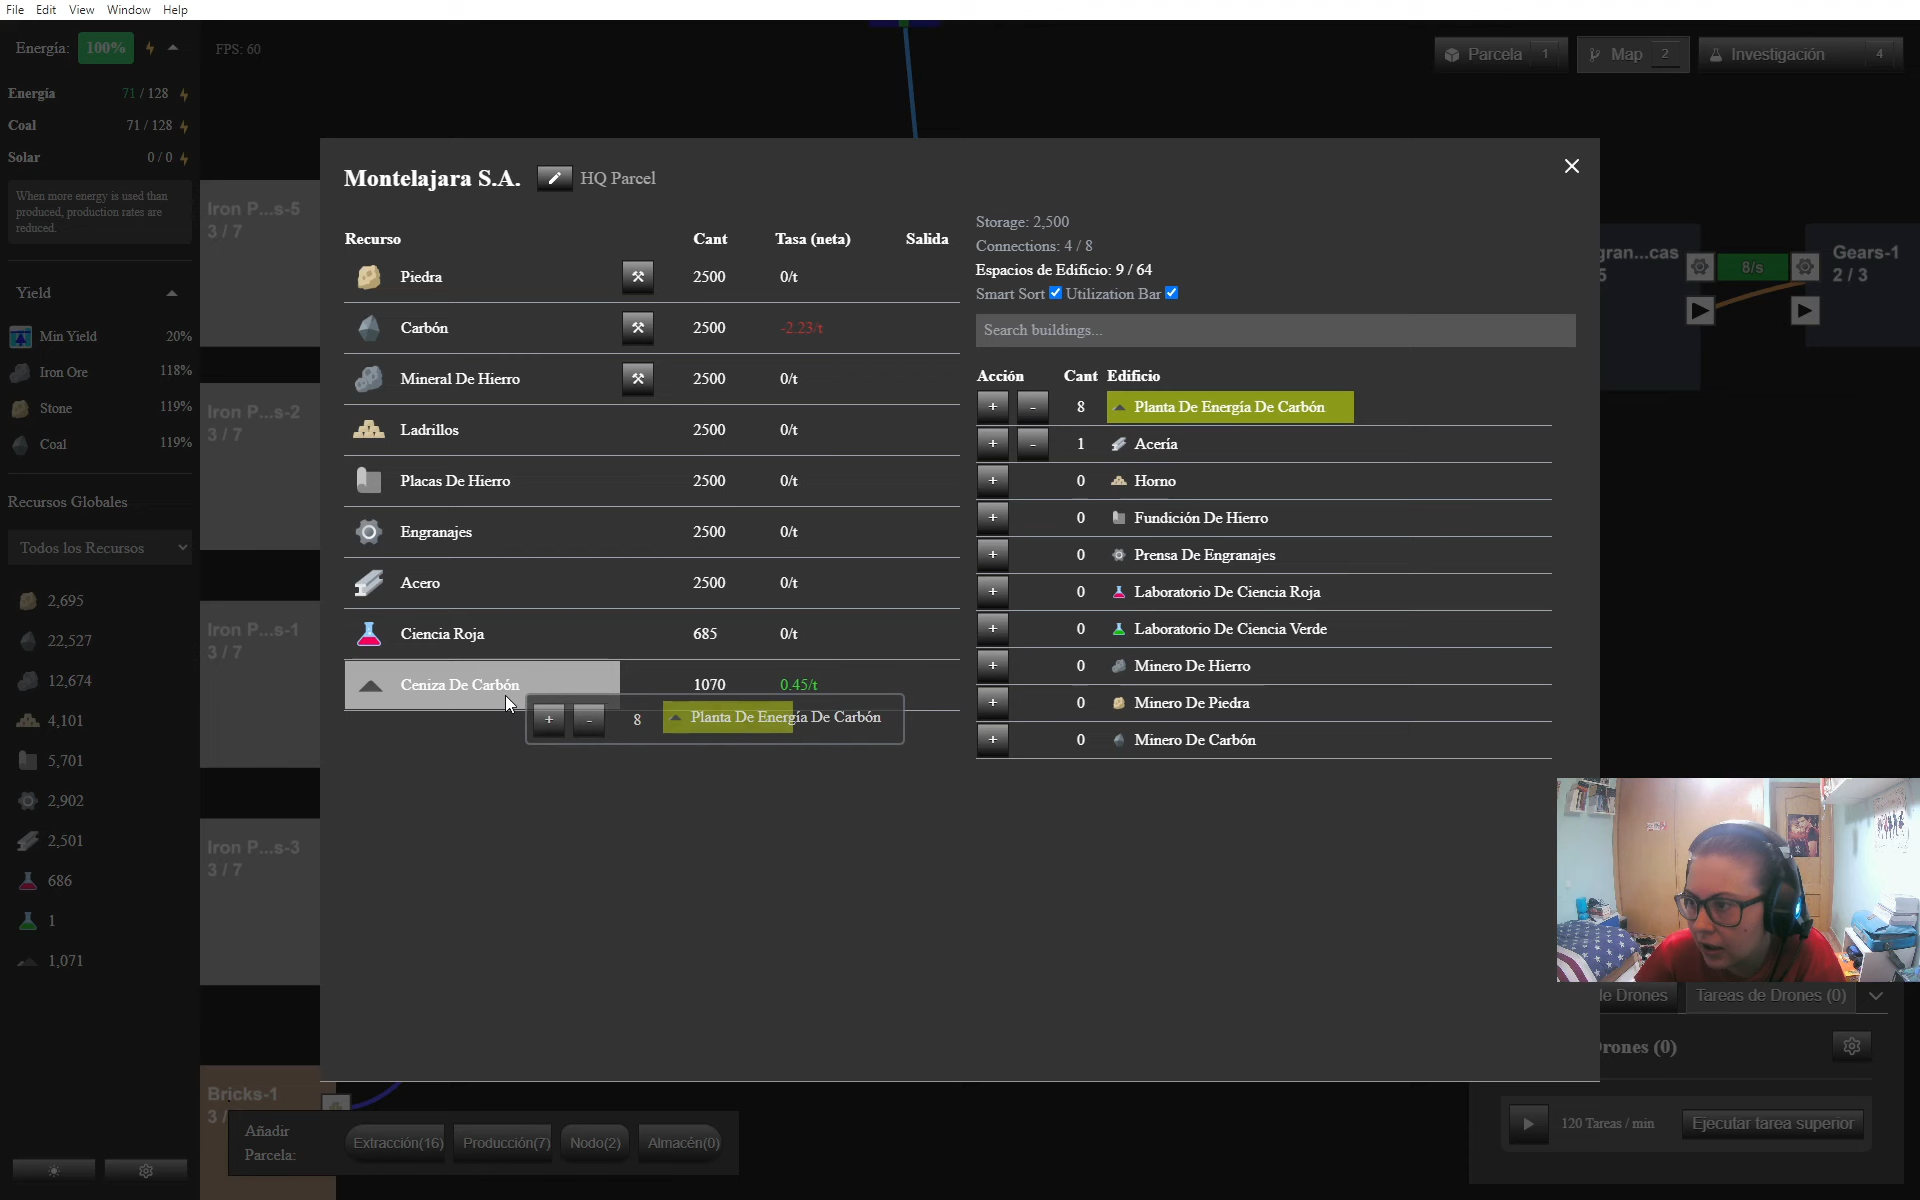 File Edit View Window Help
Energía: 100%
FPS: 60
Parcela 1
Map 2
Investigación 4
Energía 71 / 128
Coal 71 / 128
Solar 0 / 0
When more energy is used than
produced, production rates are
reduced.
Yield
Min Yield 20%
Iron Ore 118%
Stone 119%
Coal 119%
Recursos Globales
Todos los Recursos
2,695
22,527
12,674
4,101
5,701
2,902
2,501
686
1
1,071
Iron P...s-5
3 / 7
Iron P...s-2
3 / 7
Iron P...s-1
3 / 7
Iron P...s-3
3 / 7
Bricks-1
3 /
Montelajara S.A. HQ Parcel
Recurso Cant Tasa (neta) Salida
Piedra 2500 0/t
Carbón 2500 -2.23/t
Mineral De Hierro 2500 0/t
Ladrillos 2500 0/t
Placas De Hierro 2500 0/t
Engranajes 2500 0/t
Acero 2500 0/t
Ciencia Roja 685 0/t
Ceniza De Carbón 1070 0.45/t
+ - 8 Planta De Energía De Carbón
Storage: 2,500
Connections: 4 / 8
Espacios de Edificio: 9 / 64
Smart Sort Utilization Bar
Search buildings...
Acción Cant Edificio
+ - 8 Planta De Energía De Carbón
+ - 1 Acería
+ 0 Horno
+ 0 Fundición De Hierro
+ 0 Prensa De Engranajes
+ 0 Laboratorio De Ciencia Roja
+ 0 Laboratorio De Ciencia Verde
+ 0 Minero De Hierro
+ 0 Minero De Piedra
+ 0 Minero De Carbón
gran...cas
5
8/s
Gears-1
2 / 3
de Drones
Tareas de Drones (0)
Drones (0)
120 Tareas / min
Ejecutar tarea superior
Añadir
Parcela:
Extracción(16)
Producción(7)
Nodo(2)
Almacén(0)